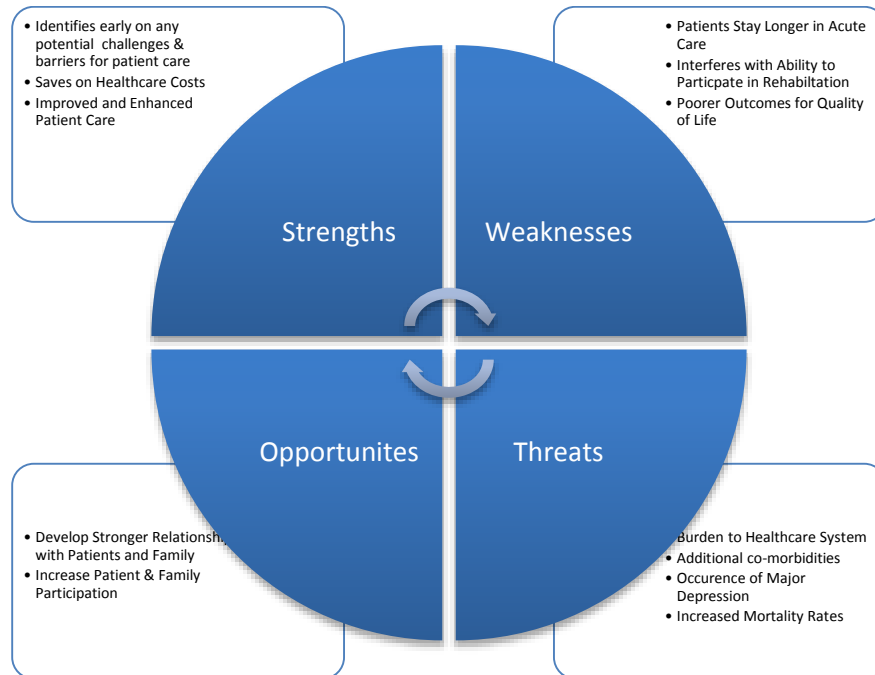 • Identifies early on any
potential challenges &
barriers for patient care
• Saves on Healthcare Costs
• Improved and Enhanced
Patient Care
• Patients Stay Longer in Acute
Care
• Interferes with Ability to
Particpate in Rehabiltation
• Poorer Outcomes for Quality
of Life
Strengths
Weaknesses
Opportunites
Threats
• Develop Stronger Relationship
with Patients and Family
• Increase Patient & Family
Participation
Burden to Healthcare System
• Additional co-morbidities
• Occurence of Major
Depression
• Increased Mortality Rates